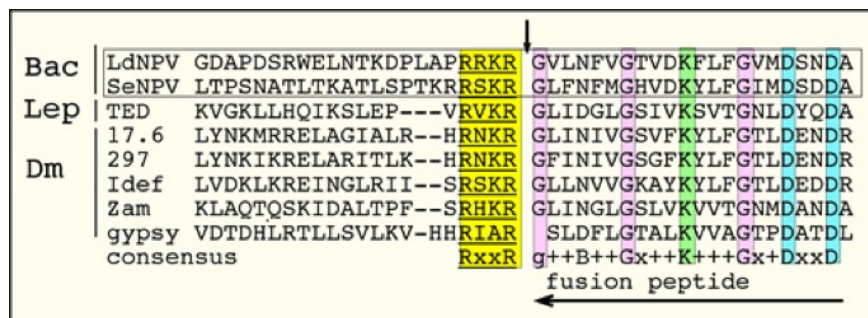 Bac
LdNPV GDAPDSRWELNTKDPLAPRRKR GVLNFVGTVDKFLFGVMDSNDA
SeNPV LTPSNATLTKATLSPTKRRSKR GLFNFMGHVDKYLFGIMDSDDA
Lep TED KVGKLLHQIKSLEP---VRVKR GLIDGLGSIVKSVTGNLDYQDA
Dm
17.6 LYNKMRRELAGIALR--HRNKR GLINIVGSVFKYLFGTLDENDR
297 LYNKIKRELARITLK--HRNKR GFINIVGSGFKYLFGTLDENDR
Idef LVDKLKREINGLRII--SRSKR GLLNVVGKAYKYLFGTLDEDDR
Zam KLAQTQSKIDALTPF--SRHKR GLINGLGSLVKVVTGNMDANDA
gypsy VDTDHLRTLLSVLKV-HHRIAR SLDFLGTALKVVAGTPDATDL
consensus RxxR g++B++Gx++K+++Gx+DxxD
fusion peptide